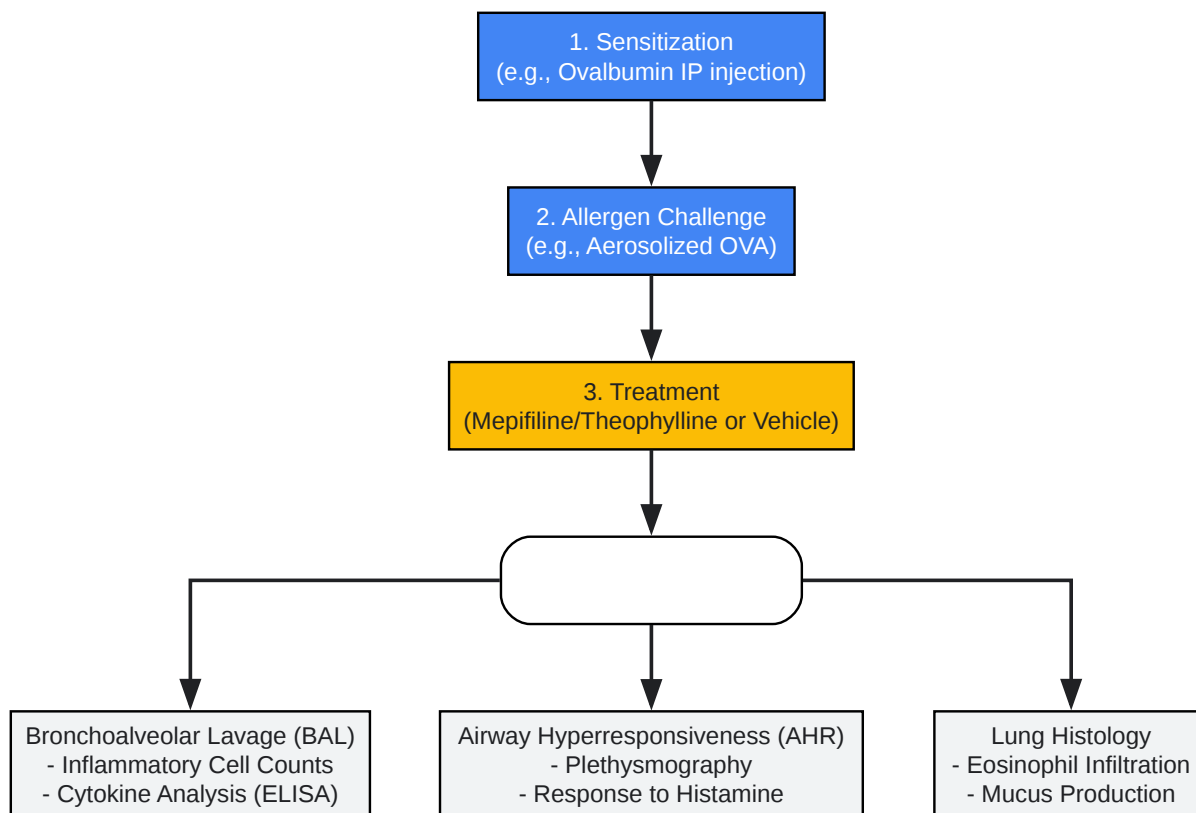 1. Sensitization
(e.g., Ovalbumin IP injection)
2. Allergen Challenge
(e.g., Aerosolized OVA)
3. Treatment
(Mepifiline/Theophylline or Vehicle)
Bronchoalveolar Lavage (BAL)
- Inflammatory Cell Counts
- Cytokine Analysis (ELISA)
Airway Hyperresponsiveness (AHR)
- Plethysmography
- Response to Histamine
Lung Histology
- Eosinophil Infiltration
- Mucus Production